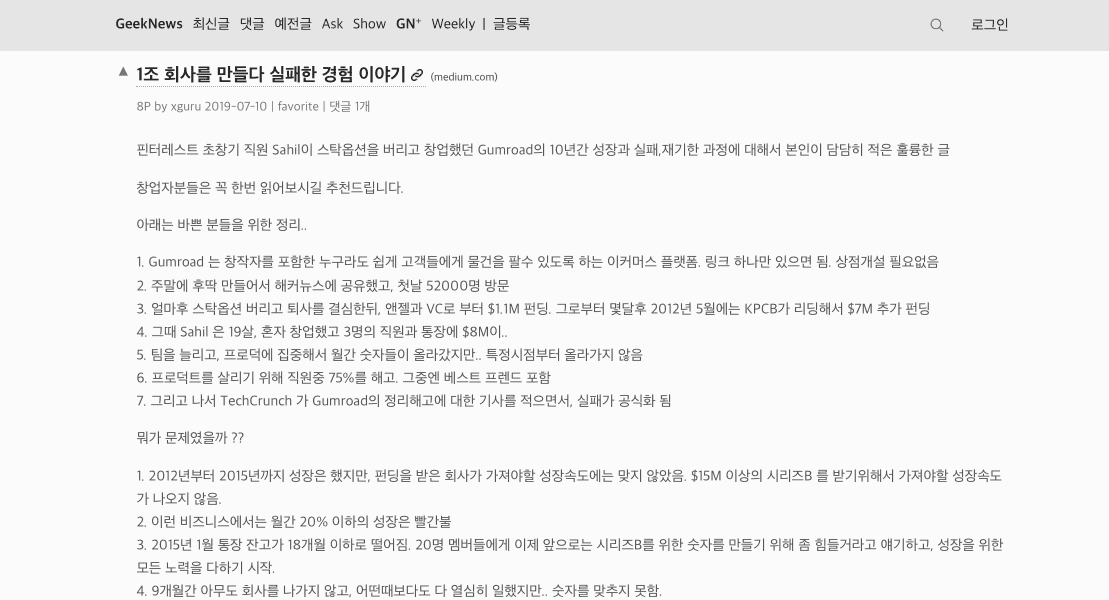 GeekNews 최신글 댓글 예전글 Ask Show GN⁺ Weekly | 글등록 로그인
▲ 1조 회사를 만들다 실패한 경험 이야기 (medium.com)
8P by xguru 2019-07-10 | favorite | 댓글 1개
핀터레스트 초창기 직원 Sahil이 스탁옵션을 버리고 창업했던 Gumroad의 10년간 성장과 실패,재기한 과정에 대해서 본인이 담담히 적은 훌륭한 글
창업자분들은 꼭 한번 읽어보시길 추천드립니다.
아래는 바쁜 분들을 위한 정리..
1. Gumroad 는 창작자를 포함한 누구라도 쉽게 고객들에게 물건을 팔수 있도록 하는 이커머스 플랫폼. 링크 하나만 있으면 됨. 상점개설 필요없음
2. 주말에 후딱 만들어서 해커뉴스에 공유했고, 첫날 52000명 방문
3. 얼마후 스탁옵션 버리고 퇴사를 결심한뒤, 앤젤과 VC로 부터 $1.1M 펀딩. 그로부터 몇달후 2012년 5월에는 KPCB가 리딩해서 $7M 추가 펀딩
4. 그때 Sahil 은 19살, 혼자 창업했고 3명의 직원과 통장에 $8M이..
5. 팀을 늘리고, 프로덕에 집중해서 월간 숫자들이 올라갔지만.. 특정시점부터 올라가지 않음
6. 프로덕트를 살리기 위해 직원중 75%를 해고. 그중엔 베스트 프렌드 포함
7. 그리고 나서 TechCrunch 가 Gumroad의 정리해고에 대한 기사를 적으면서, 실패가 공식화 됨
뭐가 문제였을까 ??
1. 2012년부터 2015년까지 성장은 했지만, 펀딩을 받은 회사가 가져야할 성장속도에는 맞지 않았음. $15M 이상의 시리즈B 를 받기위해서 가져야할 성장속도
가 나오지 않음.
2. 이런 비즈니스에서는 월간 20% 이하의 성장은 빨간불
3. 2015년 1월 통장 잔고가 18개월 이하로 떨어짐. 20명 멤버들에게 이제 앞으로는 시리즈B를 위한 숫자를 만들기 위해 좀 힘들거라고 얘기하고, 성장을 위한
모든 노력을 다하기 시작.
4. 9개월간 아무도 회사를 나가지 않고, 어떤때보다도 다 열심히 일했지만.. 숫자를 맞추지 못함.